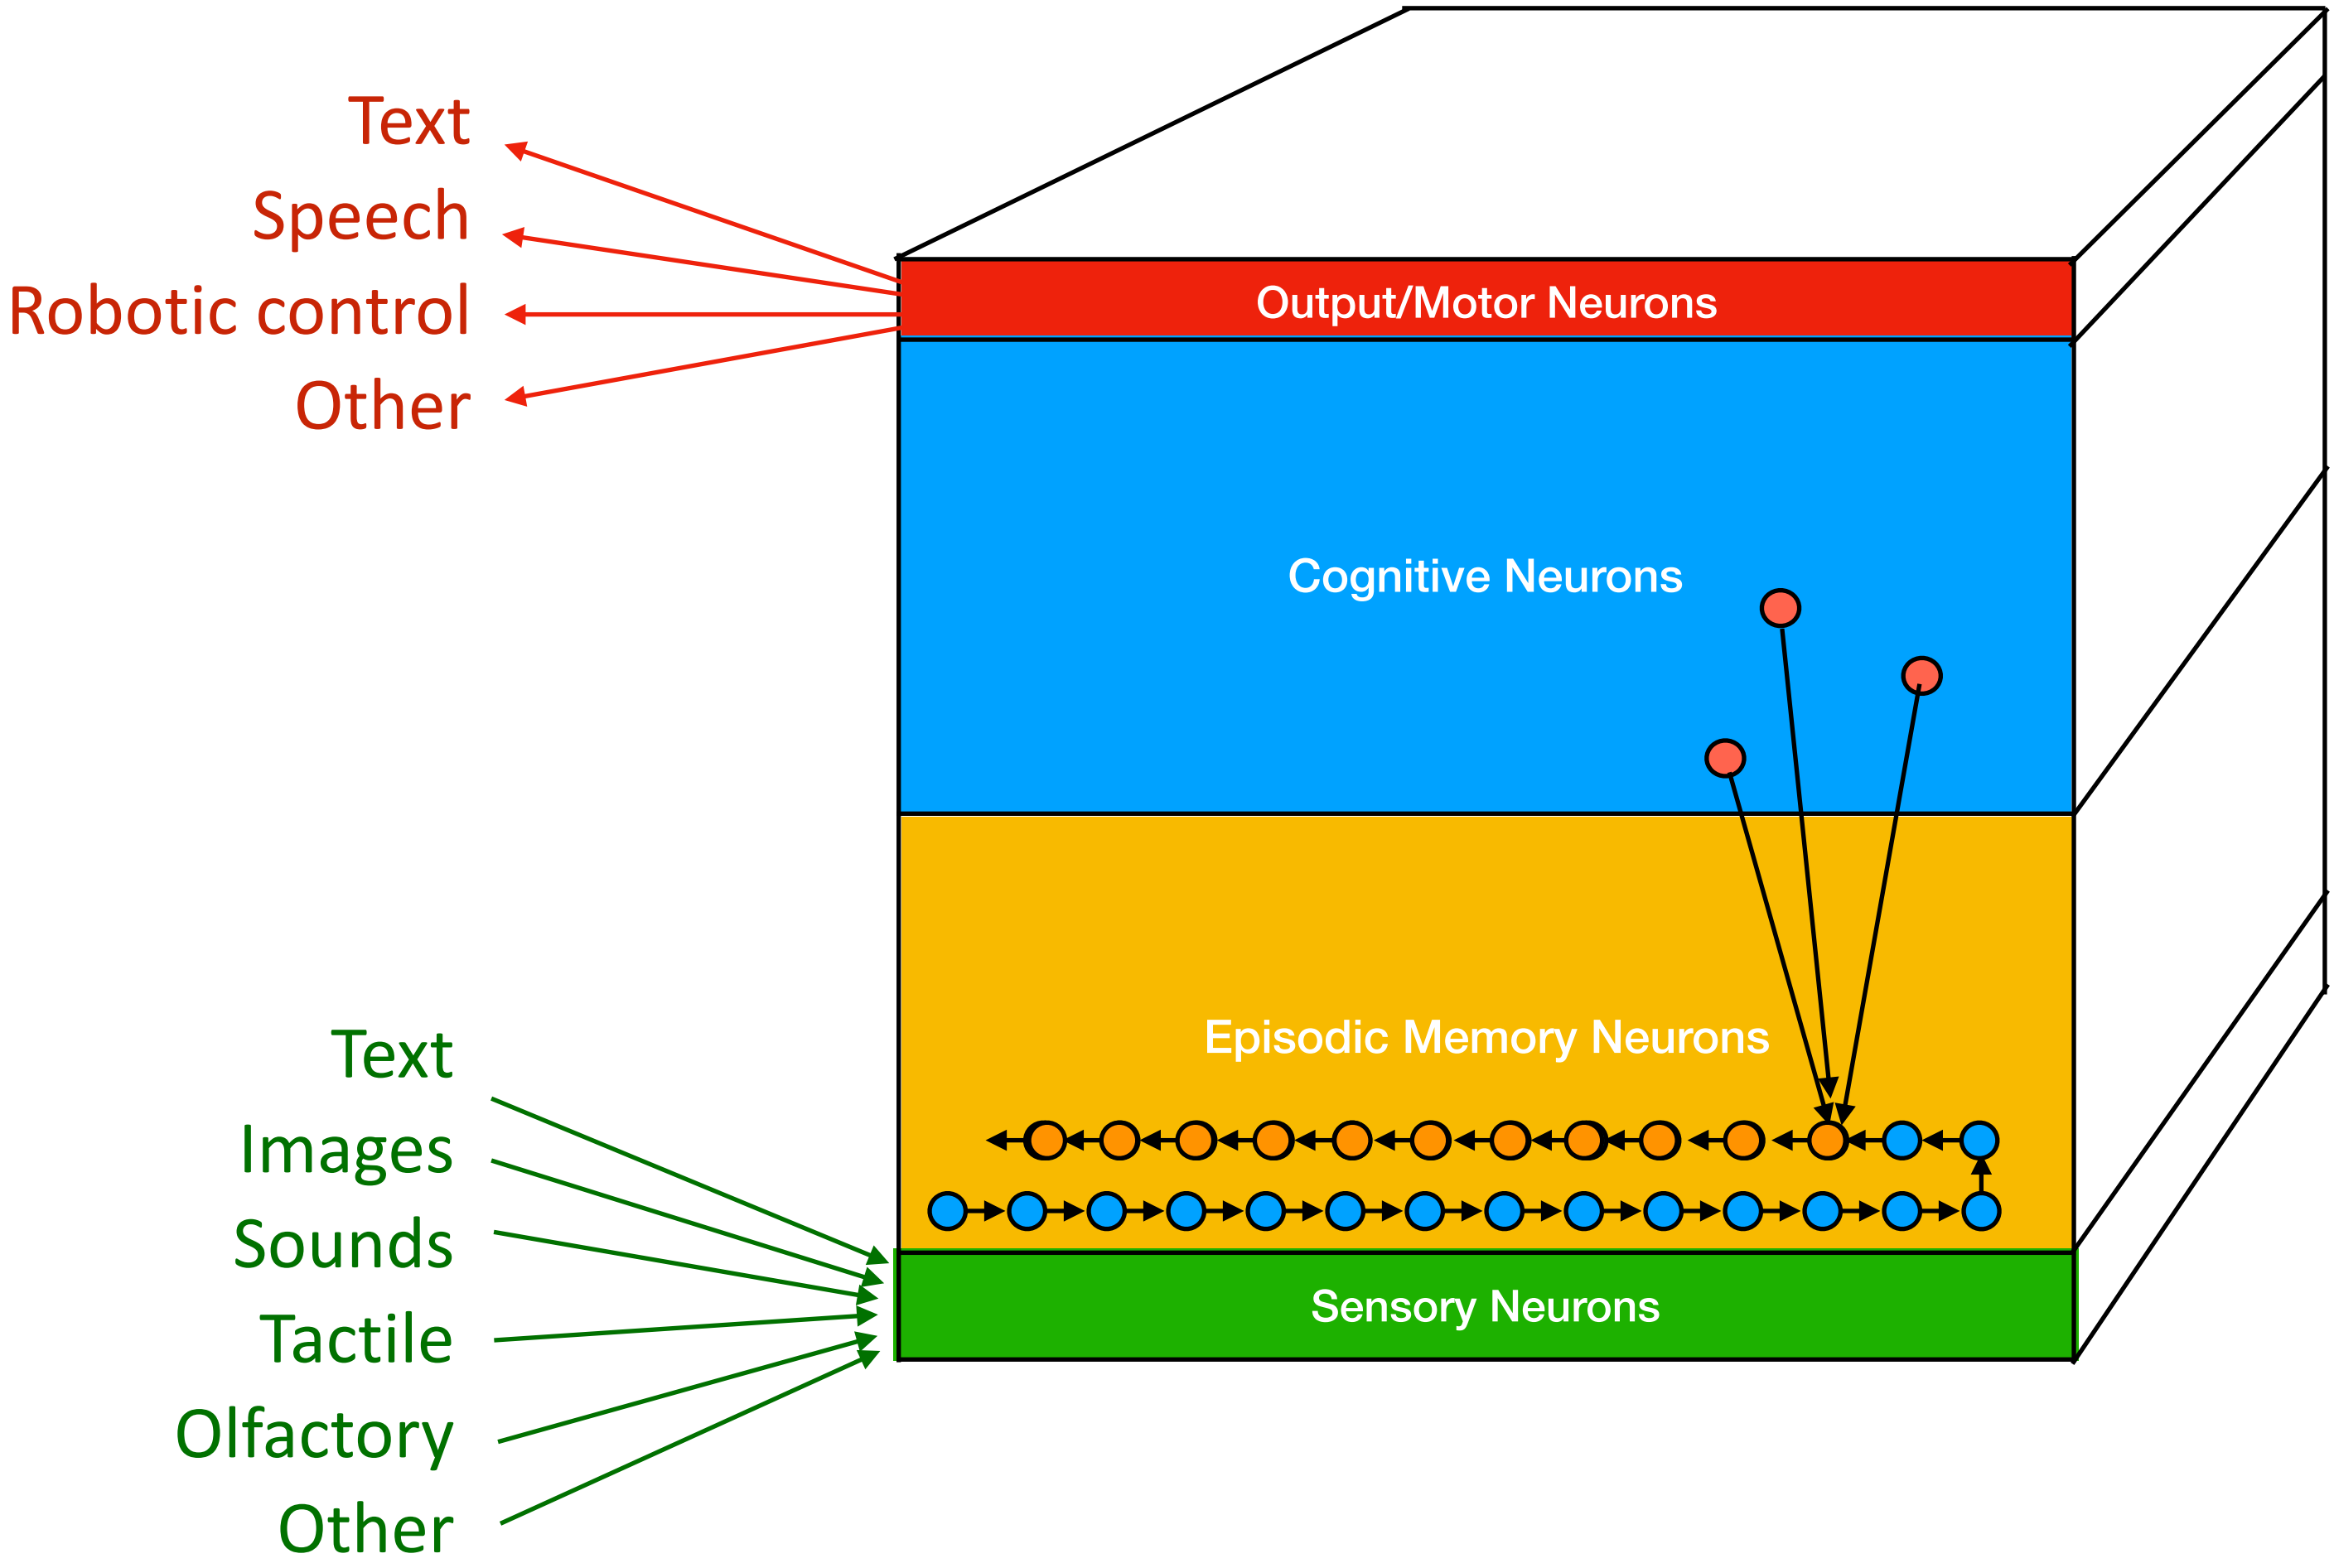 Text
Speech
Robotic control
Other
Output/Motor Neurons
Cognitive Neurons
Episodic Memory Neurons
Text
Images
Sounds
Tactile
Olfactory
Other
Sensory Neurons